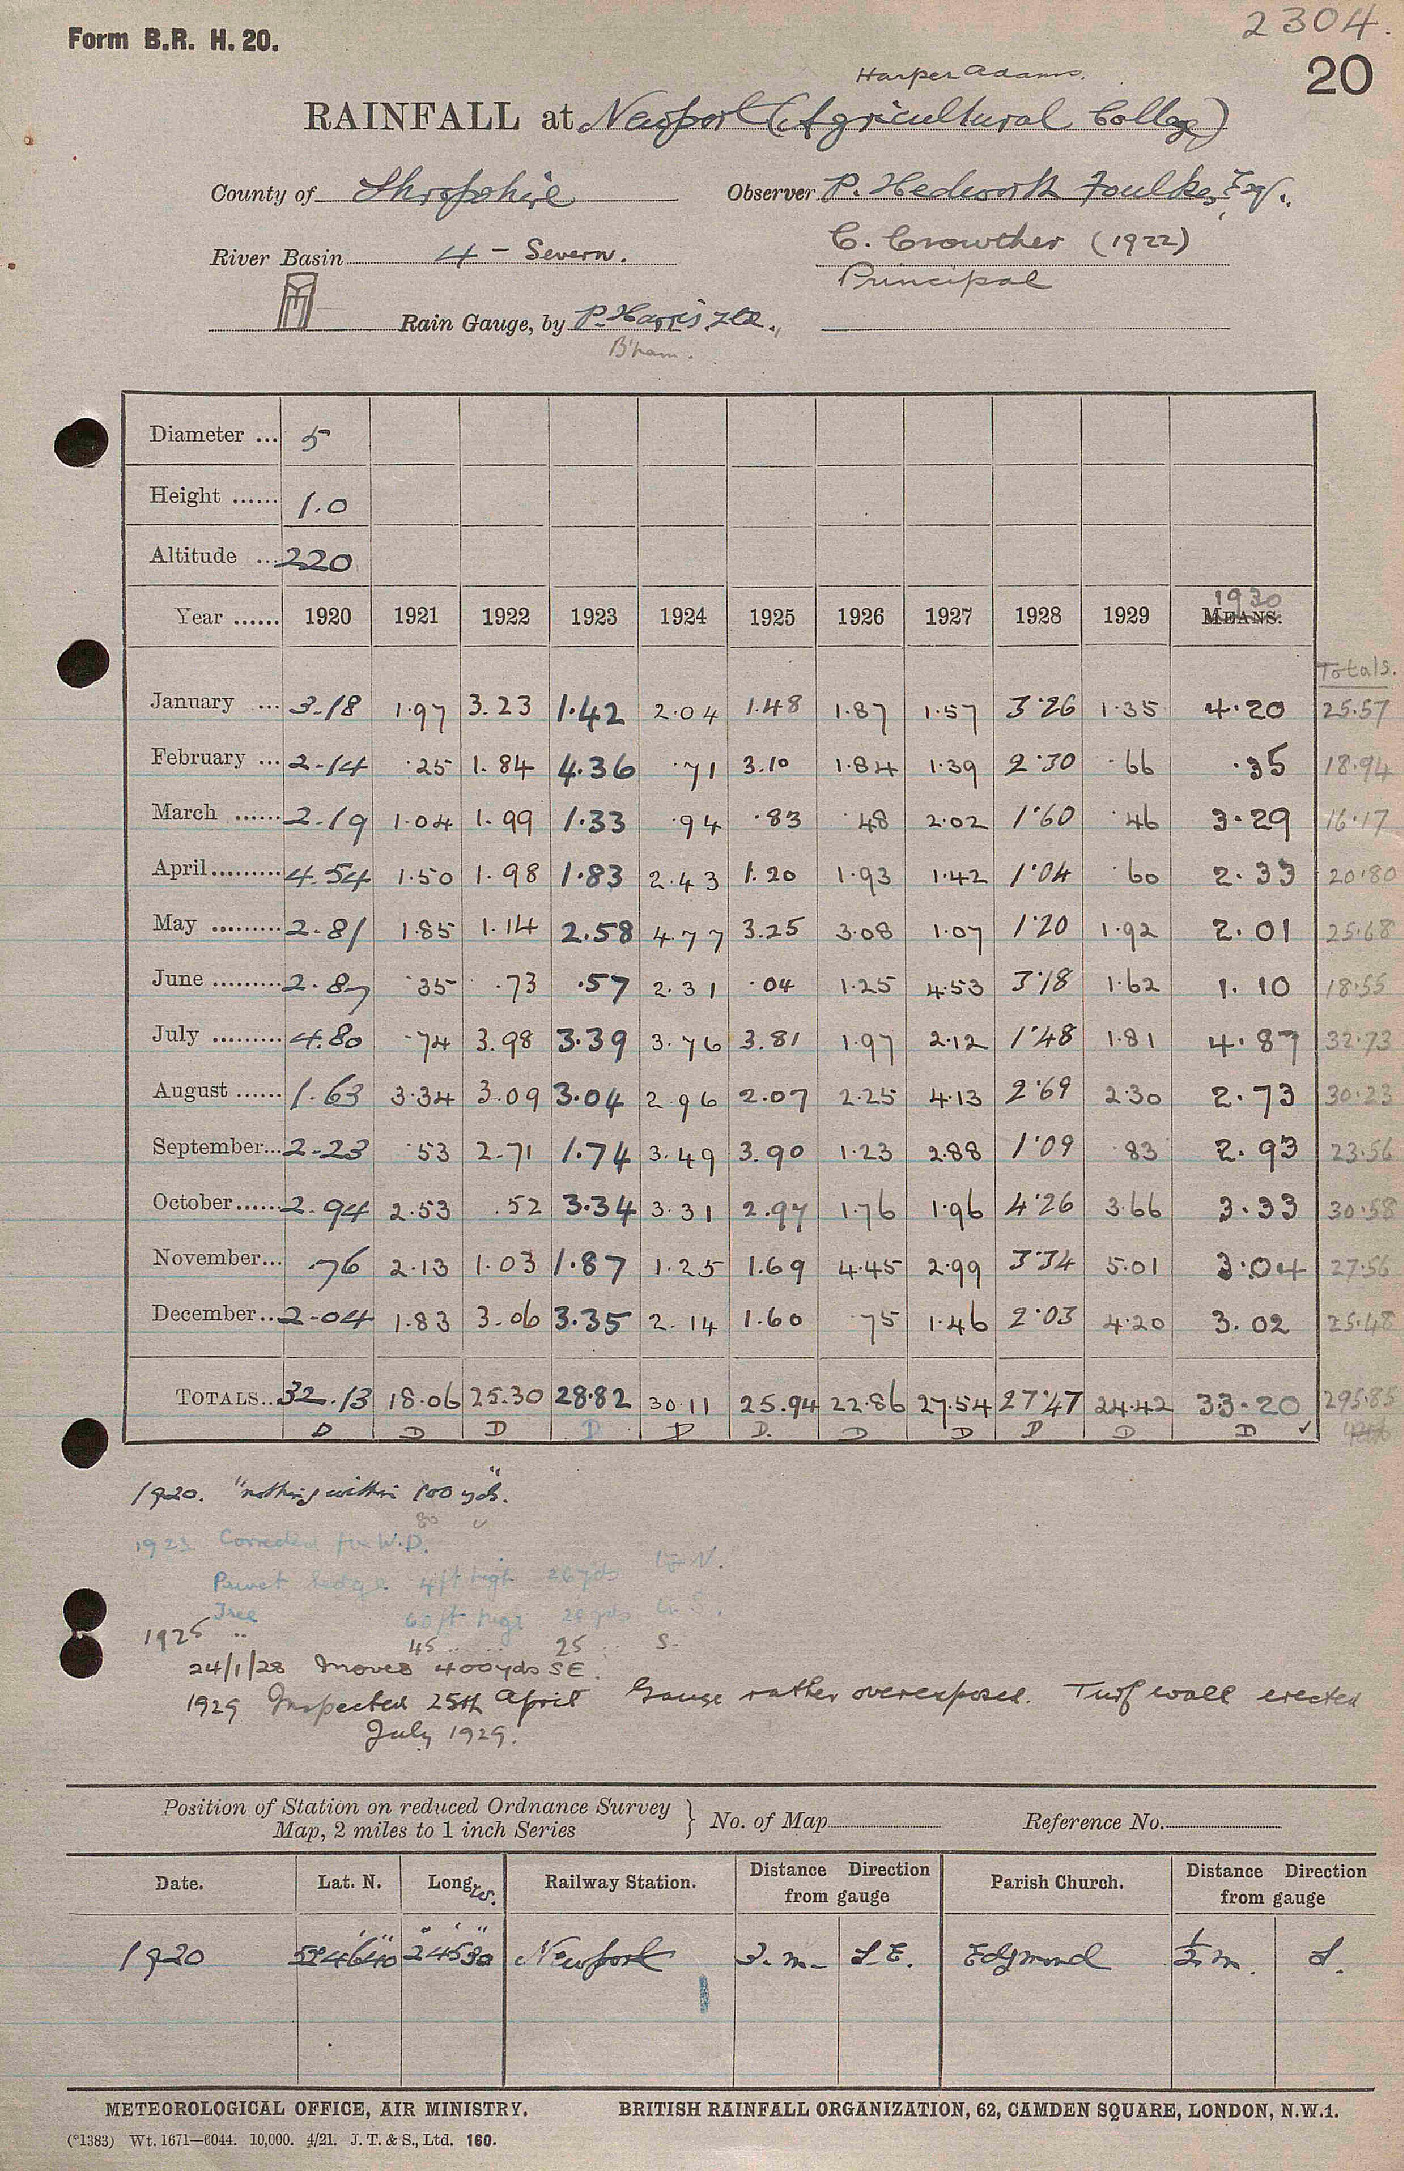 2304.
Form B.R. H. 20.
20
Harper Adams.
RAINFALL at Newport (Agricultural College)
County of Shropshire Observer P. Hedworth Foulkes, Esq.
C. Crowther (1922)
River Basin 4 - Severn.
Principal
Rain Gauge, by P. Harris, Ltd.,
B'ham.
Diameter ... 5
Height ...... 1.0
Altitude ... 220
1930
Year ...... 1920 1921 1922 1923 1924 1925 1926 1927 1928 1929 MEANS.
Totals.
January ... 3.18 1.97 3.23 1.42 2.04 1.48 1.87 1.57 3.26 1.35 4.20 25.57
February ... 2.14 .25 1.84 4.36 .71 3.10 1.84 1.39 2.30 .66 .35 18.94
March ...... 2.19 1.04 1.99 1.33 .94 .83 .48 2.02 1.60 .46 3.29 16.17
April ......... 4.54 1.50 1.98 1.83 2.43 1.20 1.93 1.42 1.04 .60 2.33 20.80
May ......... 2.81 1.85 1.14 2.58 4.77 3.25 3.08 1.07 1.20 1.92 2.01 25.68
June ......... 2.87 .35 .73 .57 2.31 .04 1.25 4.53 3.18 1.62 1.10 18.55
July ......... 4.80 .74 3.98 3.39 3.76 3.81 1.97 2.12 1.48 1.81 4.87 32.73
August ...... 1.63 3.34 3.09 3.04 2.96 2.07 2.25 4.13 2.69 2.30 2.73 30.23
September... 2.23 .53 2.71 1.74 3.49 3.90 1.23 2.88 1.09 .83 2.93 23.56
October...... 2.94 2.53 .52 3.34 3.31 2.97 1.76 1.96 4.26 3.66 3.33 30.58
November... .76 2.13 1.03 1.87 1.25 1.69 4.45 2.99 3.34 5.01 3.04 27.56
December.. 2.04 1.83 3.06 3.35 2.14 1.60 .75 1.46 2.03 4.20 3.02 25.48
TOTALS.. 32.13 18.06 25.30 28.82 30.11 25.94 22.86 27.54 27.47 24.42 33.20 295.85
D D D D D D. D D D D D ✓
1920. "nothing within 100 yds."
80
1923 Corrected for W.D.
Privet hedge 4 ft high 26 yds to N.
Tree 60 ft high 28 yds to S.
1925 " 45 " 25 " S.
24/1/28 Moved 400 yds SE.
1929 Inspected 25th April Gauge rather overexposed. Turf wall erected
July 1929.
Position of Station on reduced Ordnance Survey
Map, 2 miles to 1 inch Series } No. of Map Reference No.
Date. Lat. N. Long. W. Railway Station. Distance Direction from gauge Parish Church. Distance Direction from gauge
1920 52° 46' 40" 2° 25' 30" Newport 3. m. S.E. Edgmond ½ m. S.
METEOROLOGICAL OFFICE, AIR MINISTRY. BRITISH RAINFALL ORGANIZATION, 62, CAMDEN SQUARE, LONDON, N.W.1.
(*1383) Wt. 1671—6044. 10,000. 4/21. J. T. & S., Ltd. 160.